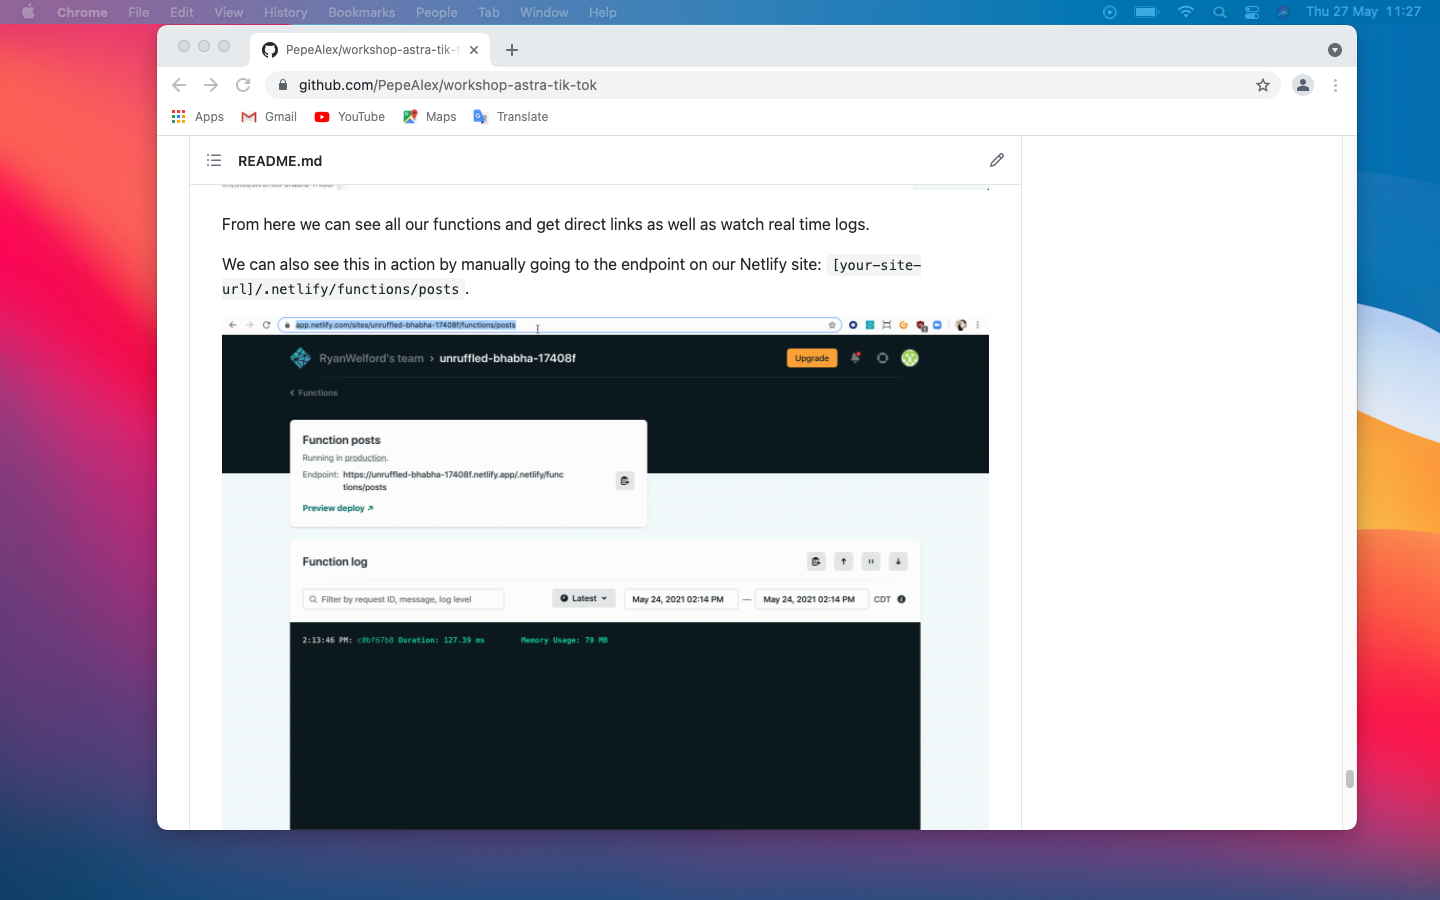 Chrome File Edit View History Bookmarks People Tab Window Help Thu 27 May 11:27
PepeAlex/workshop-astra-tik-t
github.com/PepeAlex/workshop-astra-tik-tok
Apps Gmail YouTube Maps Translate
README.md
From here we can see all our functions and get direct links as well as watch real time logs.
We can also see this in action by manually going to the endpoint on our Netlify site: [your-site-
url]/.netlify/functions/posts .
app.netlify.com/sites/unruffled-bhabha-17408f/functions/posts
RyanWelford's team › unruffled-bhabha-17408f Upgrade
Functions
Function posts
Running in production.
Endpoint: https://unruffled-bhabha-17408f.netlify.app/.netlify/func
tions/posts
Preview deploy
Function log
Filter by request ID, message, log level Latest May 24, 2021 02:14 PM — May 24, 2021 02:14 PM CDT
2:13:46 PM: c0bf67b8 Duration: 127.39 ms Memory Usage: 79 MB